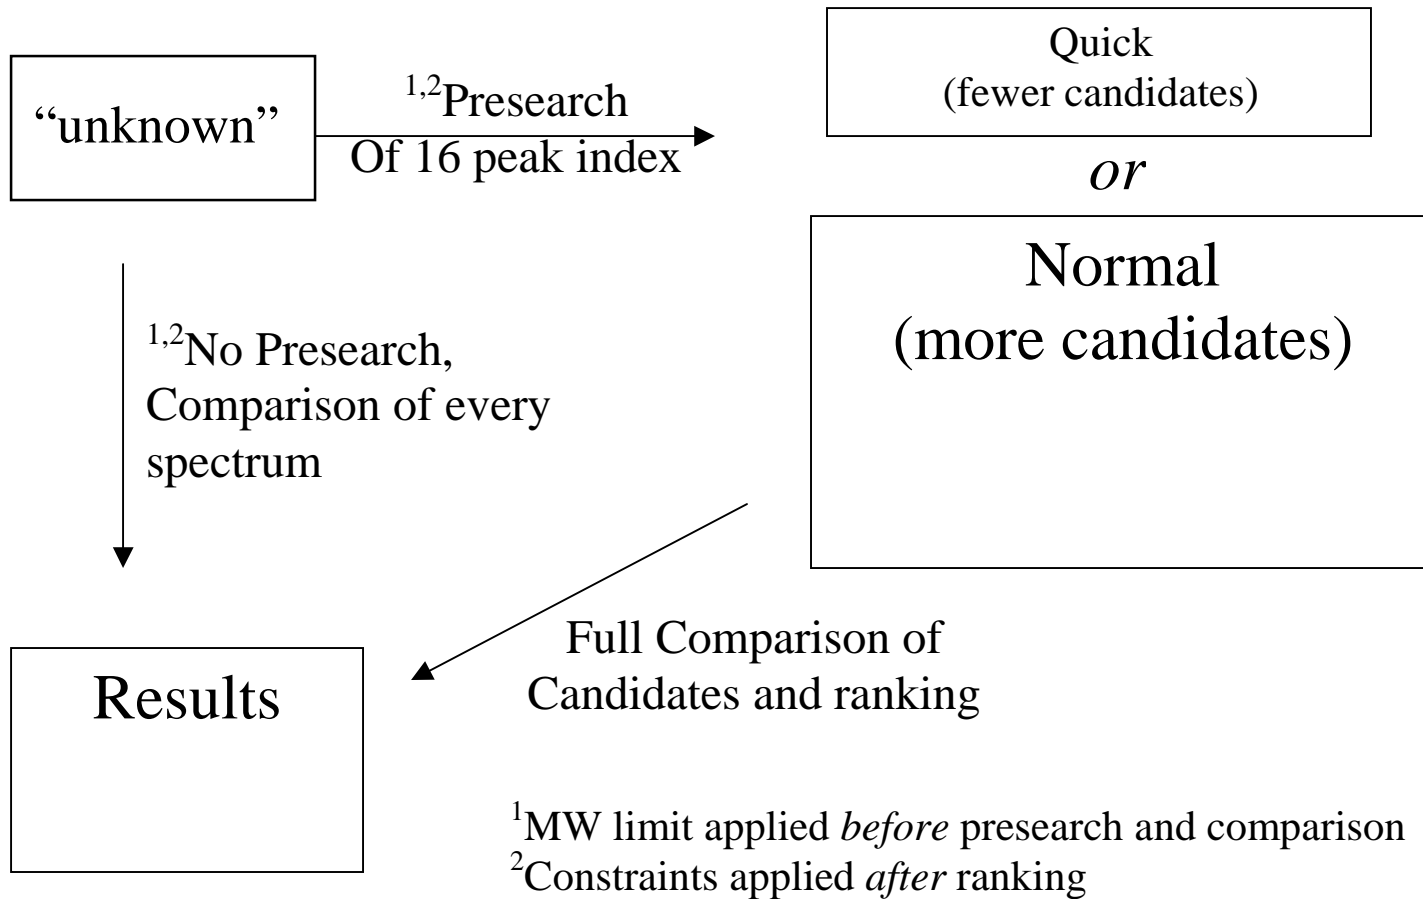 “unknown”
1,2Presearch
Of 16 peak index
Quick
(fewer candidates)
or
Normal
(more candidates)
1,2No Presearch,
Comparison of every
spectrum
Full Comparison of
Candidates and ranking
Results
1MW limit applied before presearch and comparison
2Constraints applied after ranking